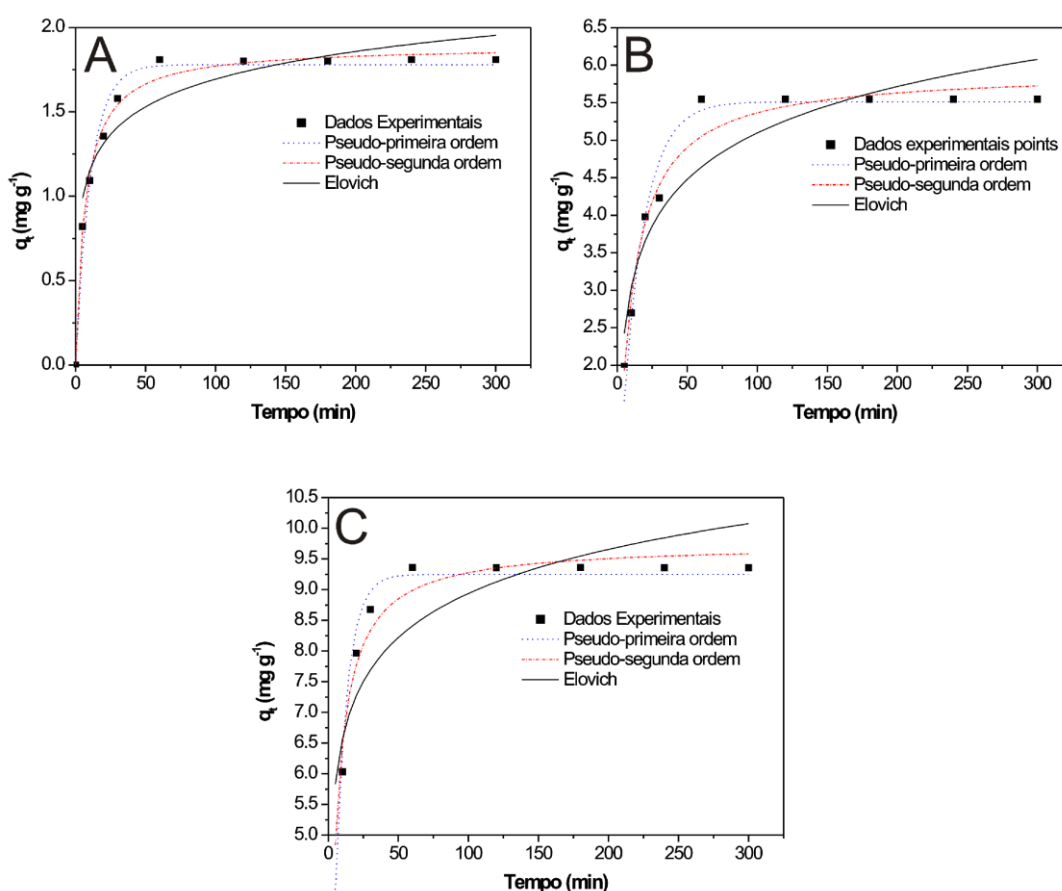 A
2.0
1.5
1.0
0.5
0.0
qt (mg g-1)
Dados Experimentais
Pseudo-primeira ordem
Pseudo-segunda ordem
Elovich
0 50 100 150 200 250 300
Tempo (min)
B
6.5
6.0
5.5
5.0
4.5
4.0
3.5
3.0
2.5
2.0
qt (mg g-1)
Dados experimentais points
Pseudo-primeira ordem
Pseudo-segunda ordem
Elovich
0 50 100 150 200 250 300
Tempo (min)
C
10.5
10.0
9.5
9.0
8.5
8.0
7.5
7.0
6.5
6.0
5.5
5.0
qt (mg g-1)
Dados Experimentais
Pseudo-primeira ordem
Pseudo-segunda ordem
Elovich
0 50 100 150 200 250 300
Tempo (min)